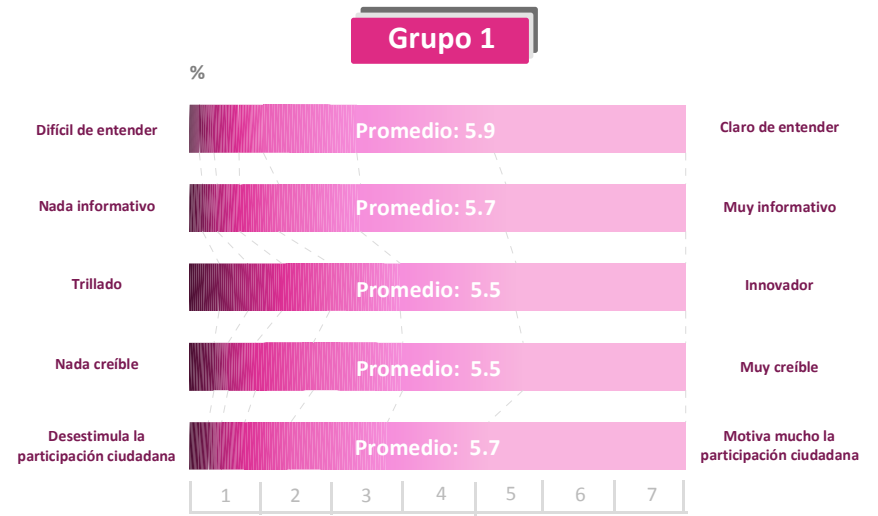 Grupo 1
%
Difícil de entender
Promedio: 5.9
Claro de entender
Nada informativo
Promedio: 5.7
Muy informativo
Trillado
Promedio: 5.5
Innovador
Nada creíble
Promedio: 5.5
Muy creíble
Desestimula la
participación ciudadana
Promedio: 5.7
Motiva mucho la
participación ciudadana
1 2 3 4 5 6 7